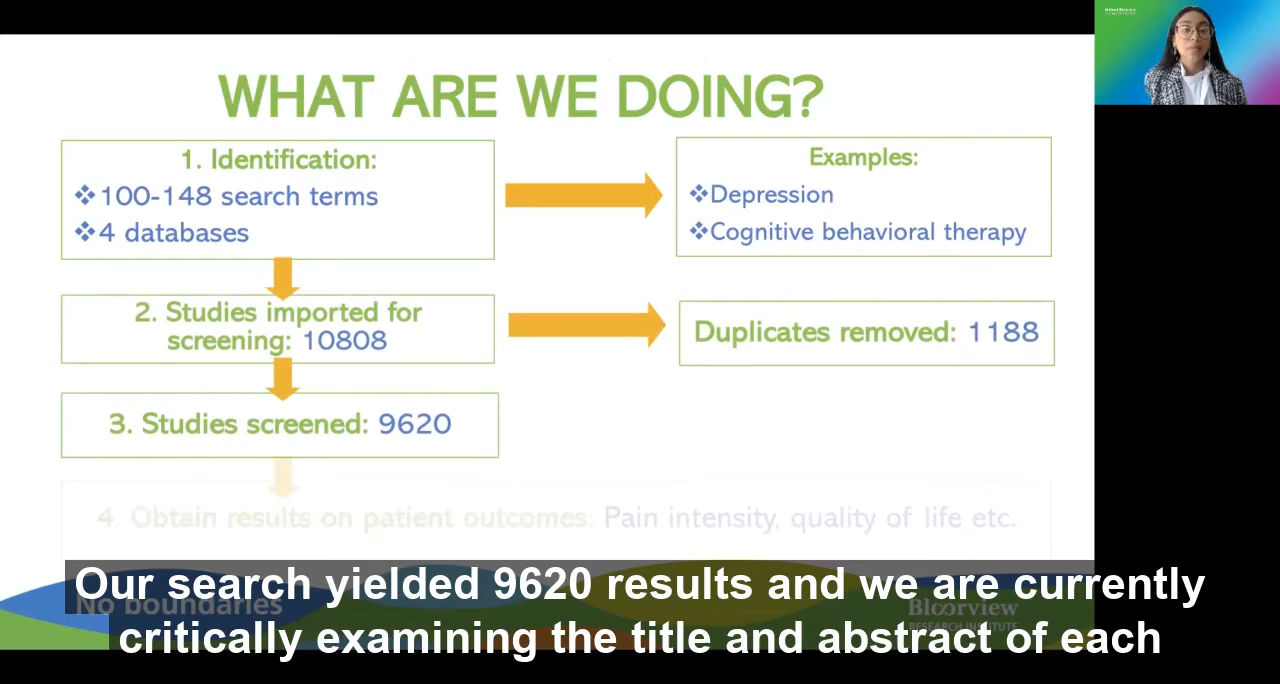 WHAT ARE WE DOING?
1. Identification:
❖100-148 search terms
❖4 databases
Examples:
❖Depression
❖Cognitive behavioral therapy
2. Studies imported for
screening: 10808
Duplicates removed: 1188
3. Studies screened: 9620
4. Obtain results on patient outcomes: Pain intensity, quality of life etc.
No boundaries
Bloorview
RESEARCH INSTITUTE
Our search yielded 9620 results and we are currently
critically examining the title and abstract of each